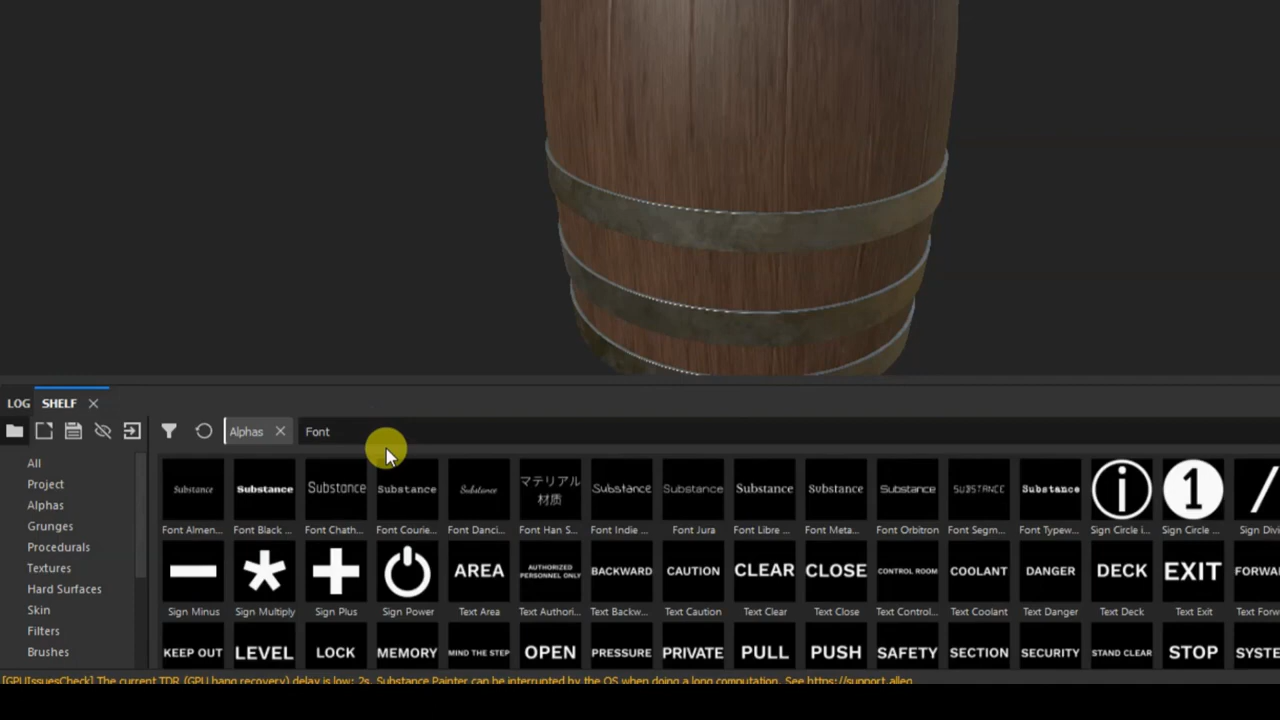 LOG SHELF
Alphas Font
All
Project
Alphas
Grunges
Procedurals
Textures
Hard Surfaces
Skin
Filters
Brushes
Substance Substance Substance Substance Substance マテリアル Substance Substance Substance Substance Substance SUBSTANCE Substance i 1 /
材质
Font Almen... Font Black ... Font Chath... Font Courie... Font Danci... Font Han S... Font Indie ... Font Jura Font Libre ... Font Meta... Font Orbitron Font Segm... Font Typew... Sign Circle i... Sign Circle ... Sign Divi
AREA AUTHORIZED BACKWARD CAUTION CLEAR CLOSE CONTROL ROOM COOLANT DANGER DECK EXIT FORWA
PERSONNEL ONLY
Sign Minus Sign Multiply Sign Plus Sign Power Text Area Text Authori... Text Backw... Text Caution Text Clear Text Close Text Control... Text Coolant Text Danger Text Deck Text Exit Text Forw
KEEP OUT LEVEL LOCK MEMORY MIND THE STEP OPEN PRESSURE PRIVATE PULL PUSH SAFETY SECTION SECURITY STAND CLEAR STOP SYSTE
[GPUIssuesCheck] The current TDR (GPU hang recovery) delay is low: 2s. Substance Painter can be interrupted by the OS when doing a long computation. See https://support.alleg